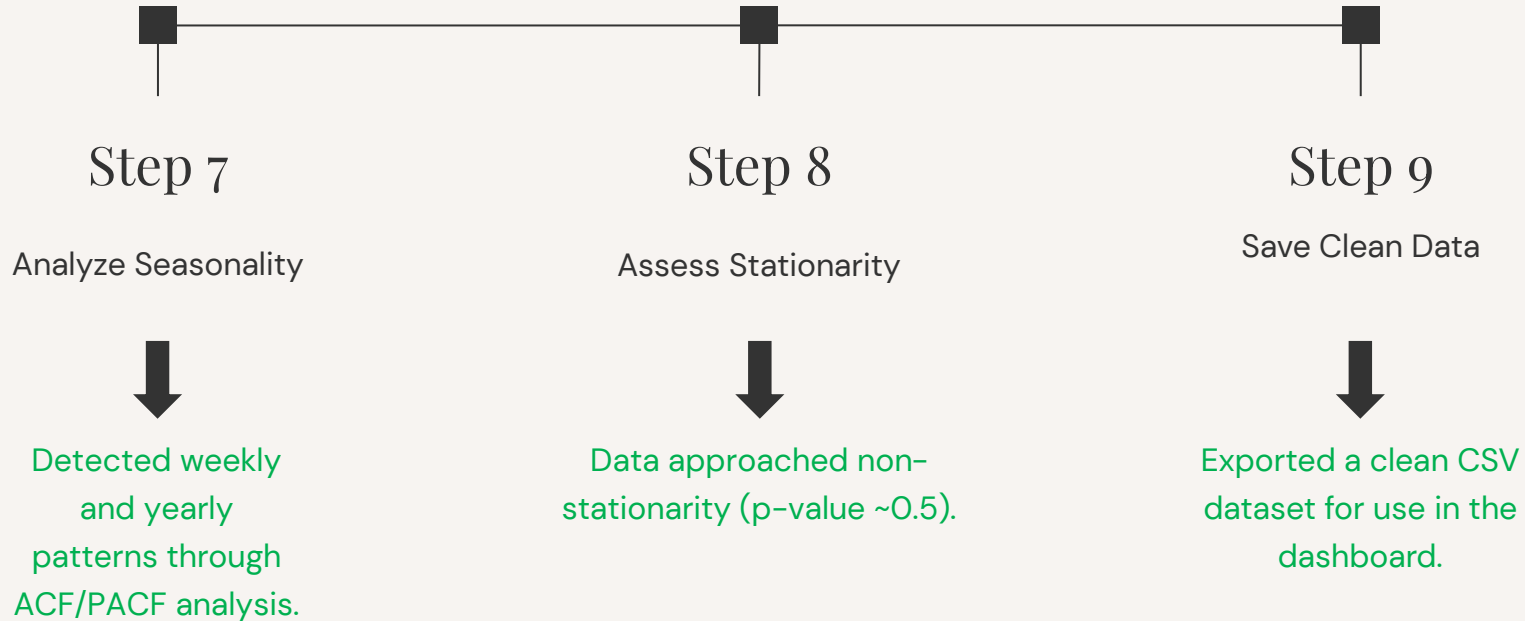 Step 7
Analyze Seasonality
Detected weekly
and yearly
patterns through
ACF/PACF analysis.
Step 8
Assess Stationarity
Data approached non-
stationarity (p-value ~0.5).
Step 9
Save Clean Data
Exported a clean CSV
dataset for use in the
dashboard.